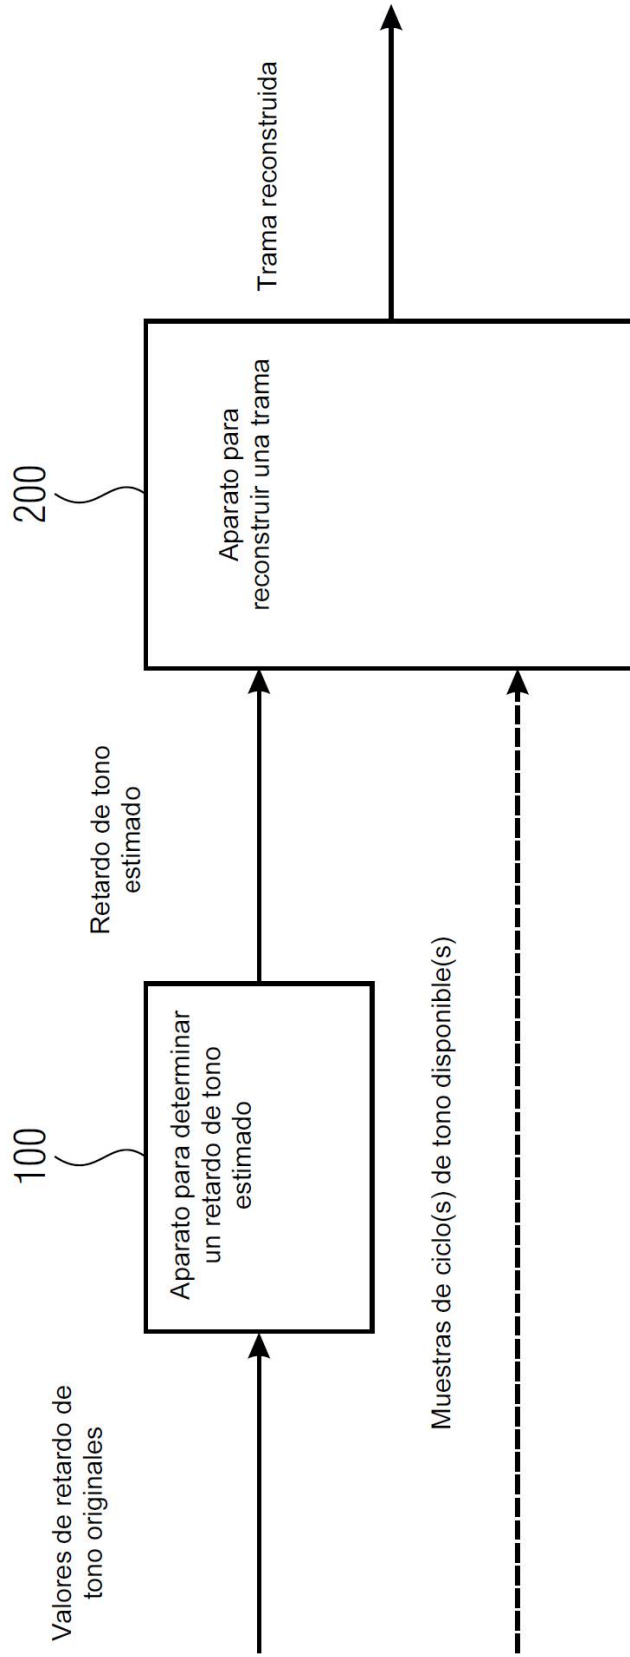 Valores de retardo de
tono originales
100
Aparato para determinar
un retardo de tono
estimado
Retardo de tono
estimado
Muestras de ciclo(s) de tono disponible(s)
200
Aparato para
reconstruir una trama
Trama reconstruida